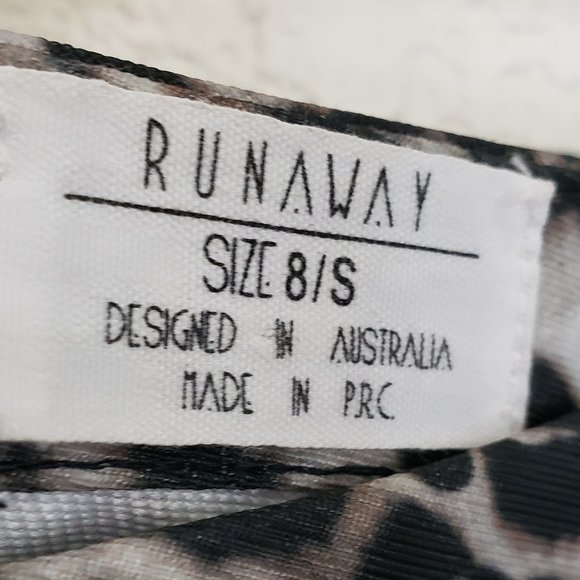 RUNAWAY
SIZE 8/S
DESIGNED IN AUSTRALIA
MADE IN P.R.C.